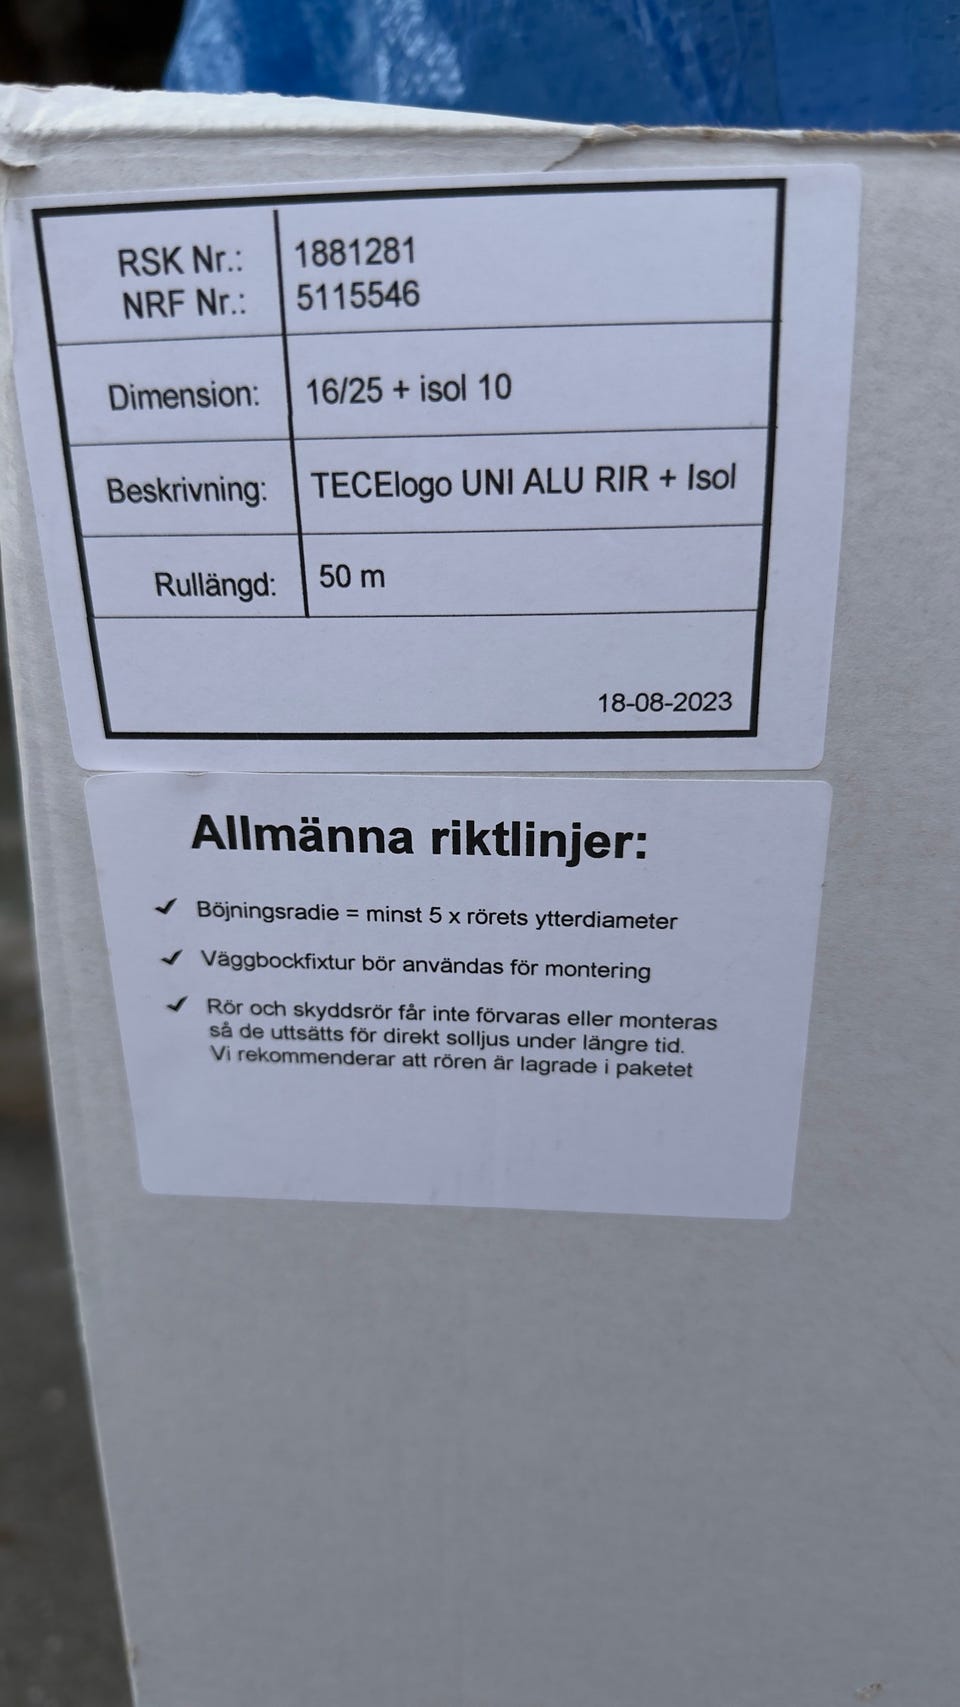 RSK Nr.: 1881281
NRF Nr.: 5115546
Dimension: 16/25 + isol 10
Beskrivning: TECElogo UNI ALU RIR + Isol
Rullängd: 50 m
18-08-2023
Allmänna riktlinjer:
✓ Böjningsradie = minst 5 x rörets ytterdiameter
✓ Väggbockfixtur bör användas för montering
✓ Rör och skyddsrör får inte förvaras eller monteras
så de uttsätts för direkt solljus under längre tid.
Vi rekommenderar att rören är lagrade i paketet